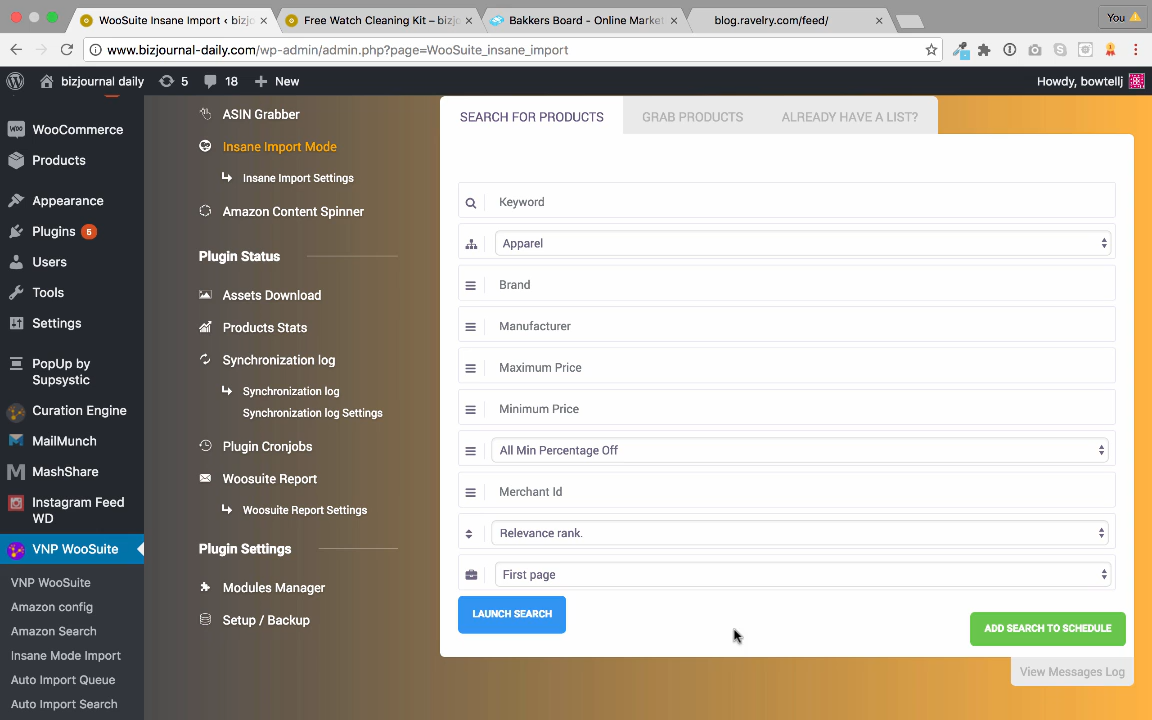 WooSuite Insane Import ‹ bizj
Free Watch Cleaning Kit – bizj
Bakkers Board - Online Market
blog.ravelry.com/feed/
You
www.bizjournal-daily.com/wp-admin/admin.php?page=WooSuite_insane_import
bizjournal daily
5
18
New
Howdy, bowtellj
WooCommerce
Products
Appearance
Plugins 6
Users
Tools
Settings
PopUp by
Supsystic
Curation Engine
MailMunch
MashShare
Instagram Feed
WD
VNP WooSuite
VNP WooSuite
Amazon config
Amazon Search
Insane Mode Import
Auto Import Queue
Auto Import Search
ASIN Grabber
Insane Import Mode
Insane Import Settings
Amazon Content Spinner
Plugin Status
Assets Download
Products Stats
Synchronization log
Synchronization log
Synchronization log Settings
Plugin Cronjobs
Woosuite Report
Woosuite Report Settings
Plugin Settings
Modules Manager
Setup / Backup
SEARCH FOR PRODUCTS
GRAB PRODUCTS
ALREADY HAVE A LIST?
Keyword
Apparel
Brand
Manufacturer
Maximum Price
Minimum Price
All Min Percentage Off
Merchant Id
Relevance rank.
First page
LAUNCH SEARCH
ADD SEARCH TO SCHEDULE
View Messages Log